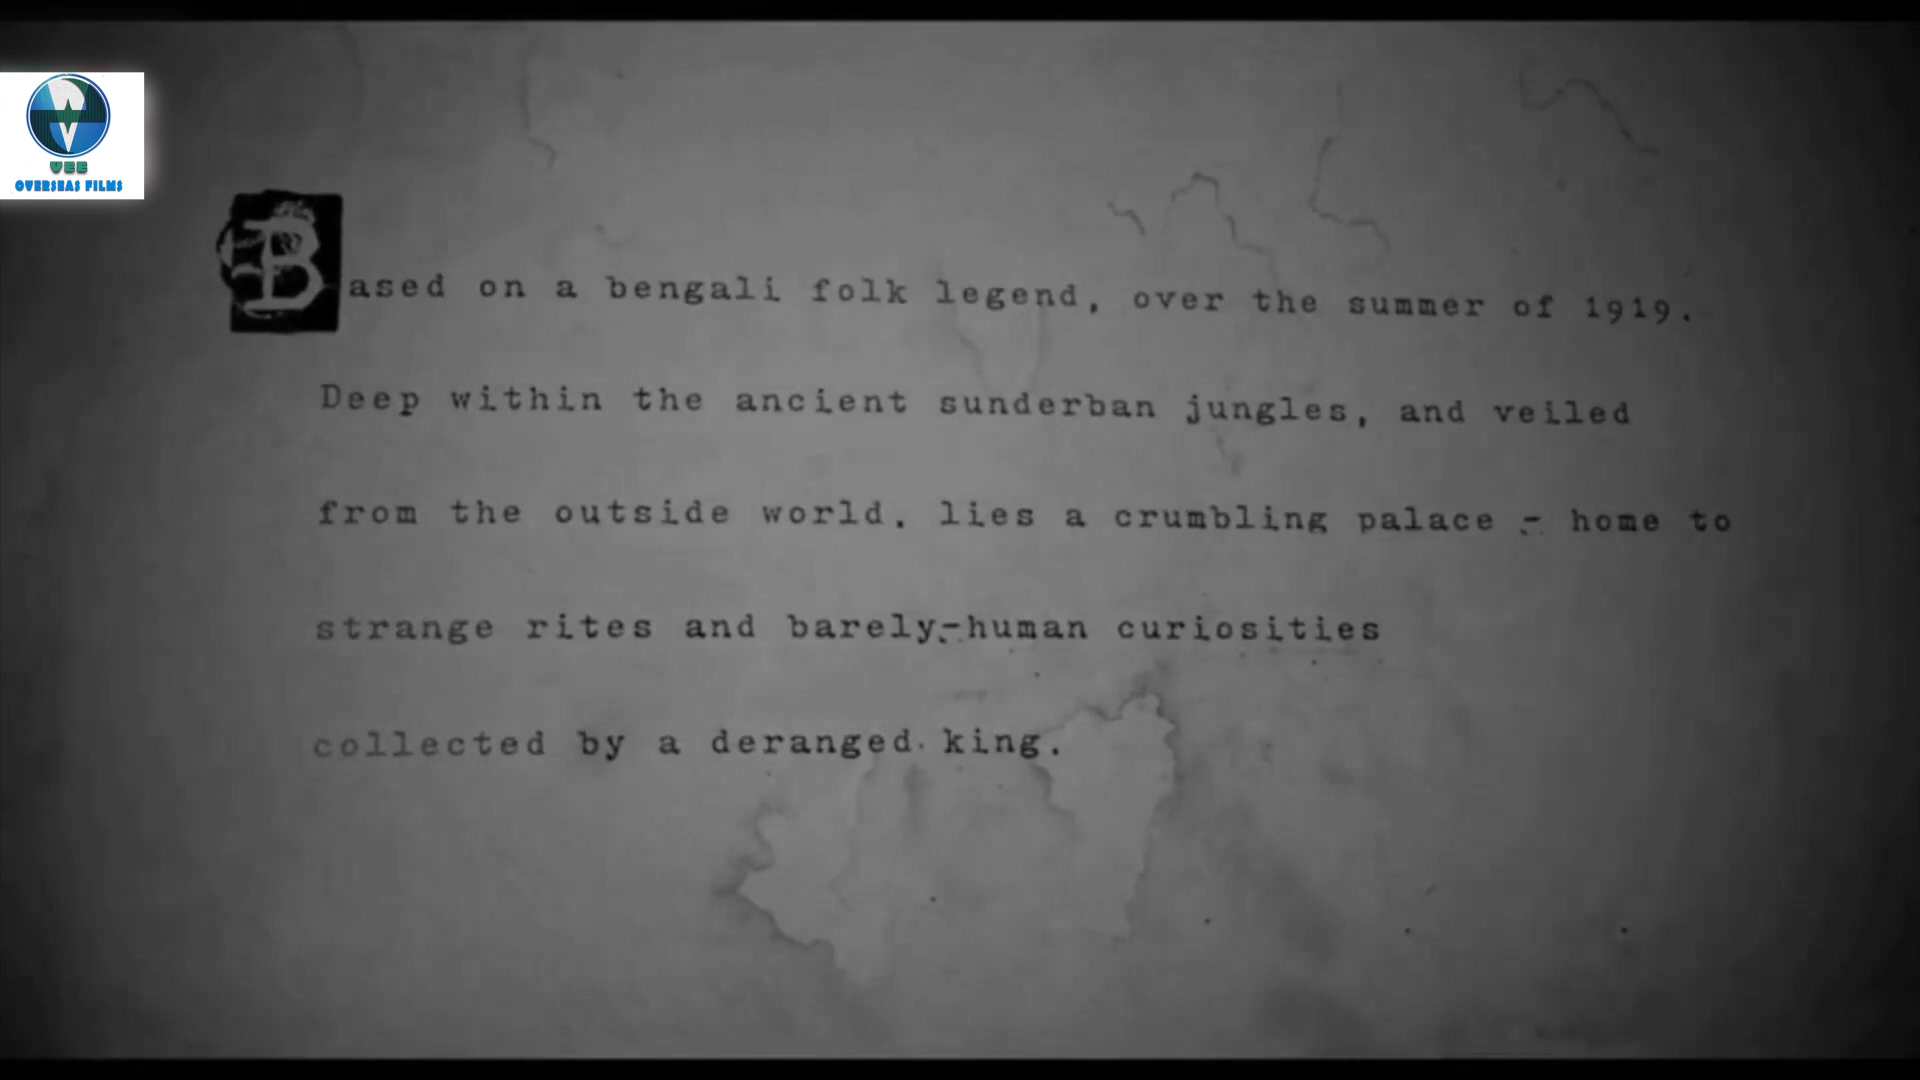 VEE
OVERSEAS FILMS
Based on a bengali folk legend, over the summer of 1919.
Deep within the ancient sunderban jungles, and veiled
from the outside world. lies a crumbling palace - home to
strange rites and barely-human curiosities
collected by a deranged king.